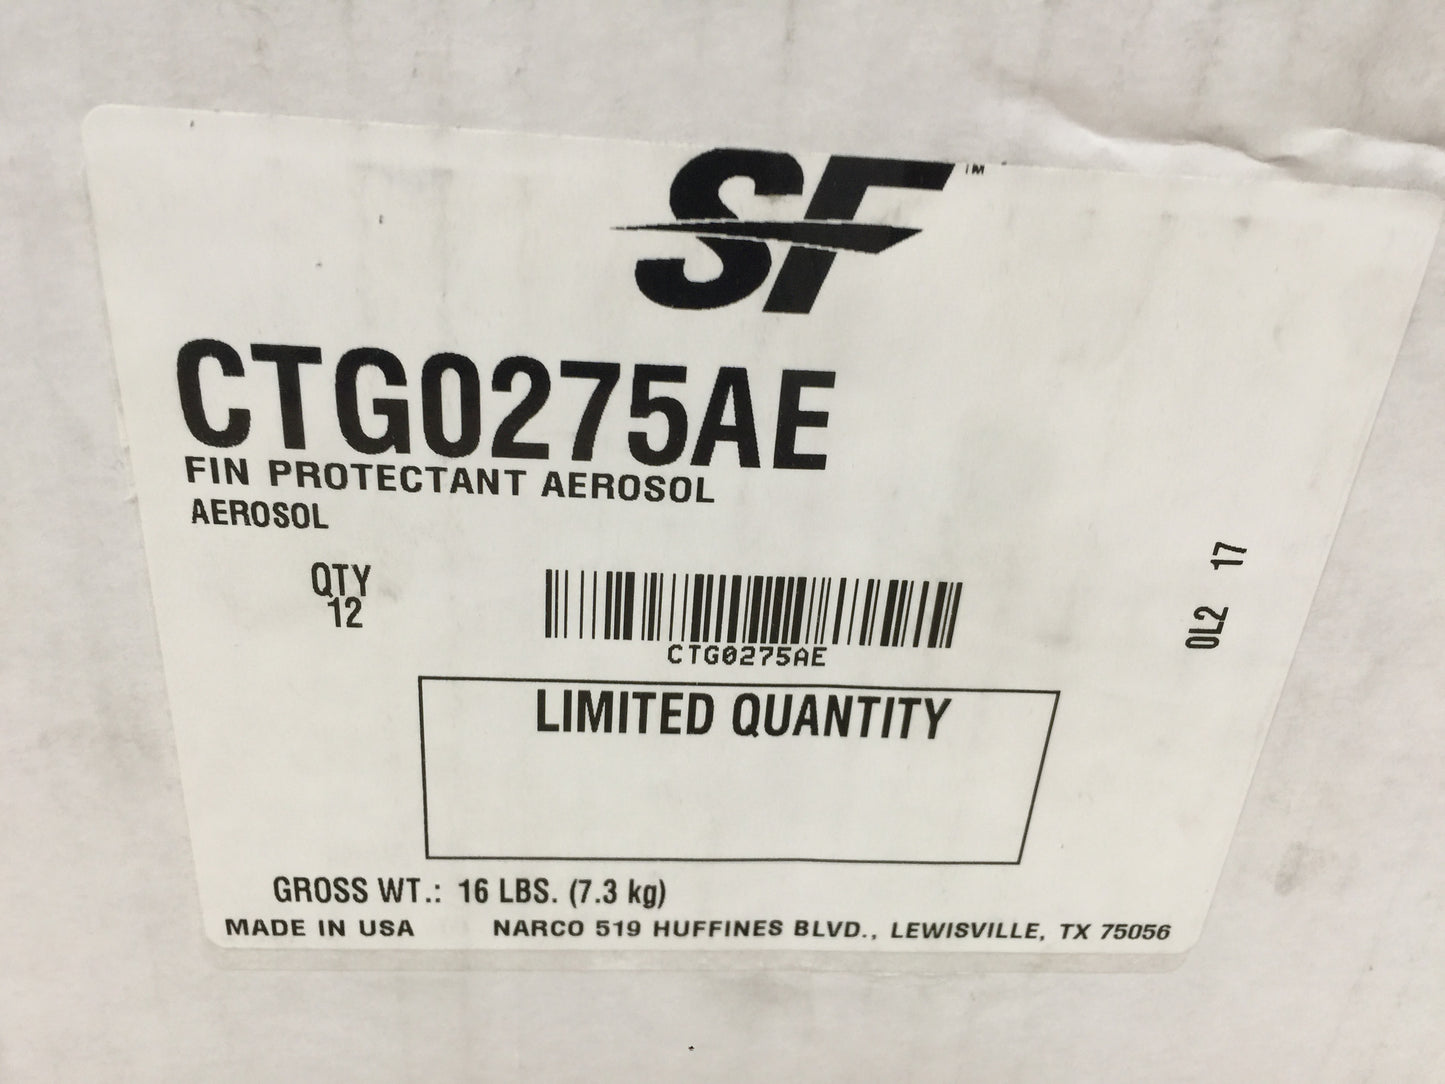 SF™
CTG0275AE
FIN PROTECTANT AEROSOL
AEROSOL
QTY
12
CTG0275AE
0L2 17
LIMITED QUANTITY
GROSS WT.: 16 LBS. (7.3 kg)
MADE IN USA NARCO 519 HUFFINES BLVD., LEWISVILLE, TX 75056